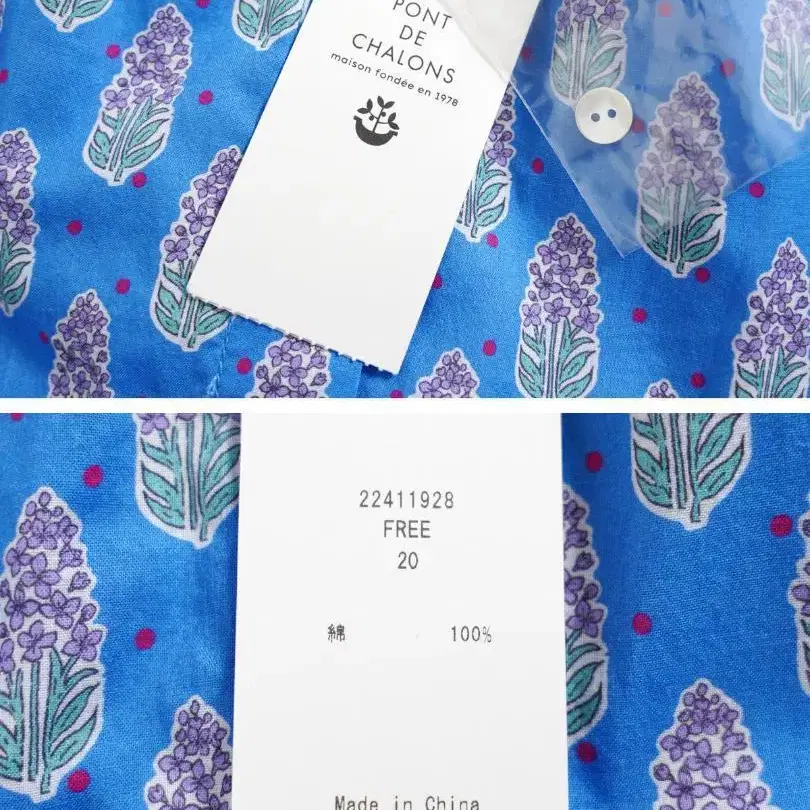 PONT
DE
CHALONS
maison fondée en 1978
22411928
FREE
20
綿 100%
Made in China